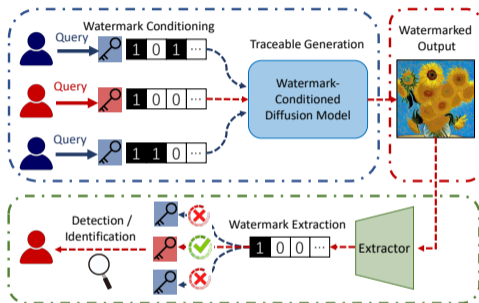 Watermark Conditioning
Query
1 0 1 ...
Query
1 0 0 ...
Query
1 1 0 ...
Traceable Generation
Watermark-
Conditioned
Diffusion Model
Watermarked
Output
Detection /
Identification
Watermark Extraction
1 0 0 ...
Extractor